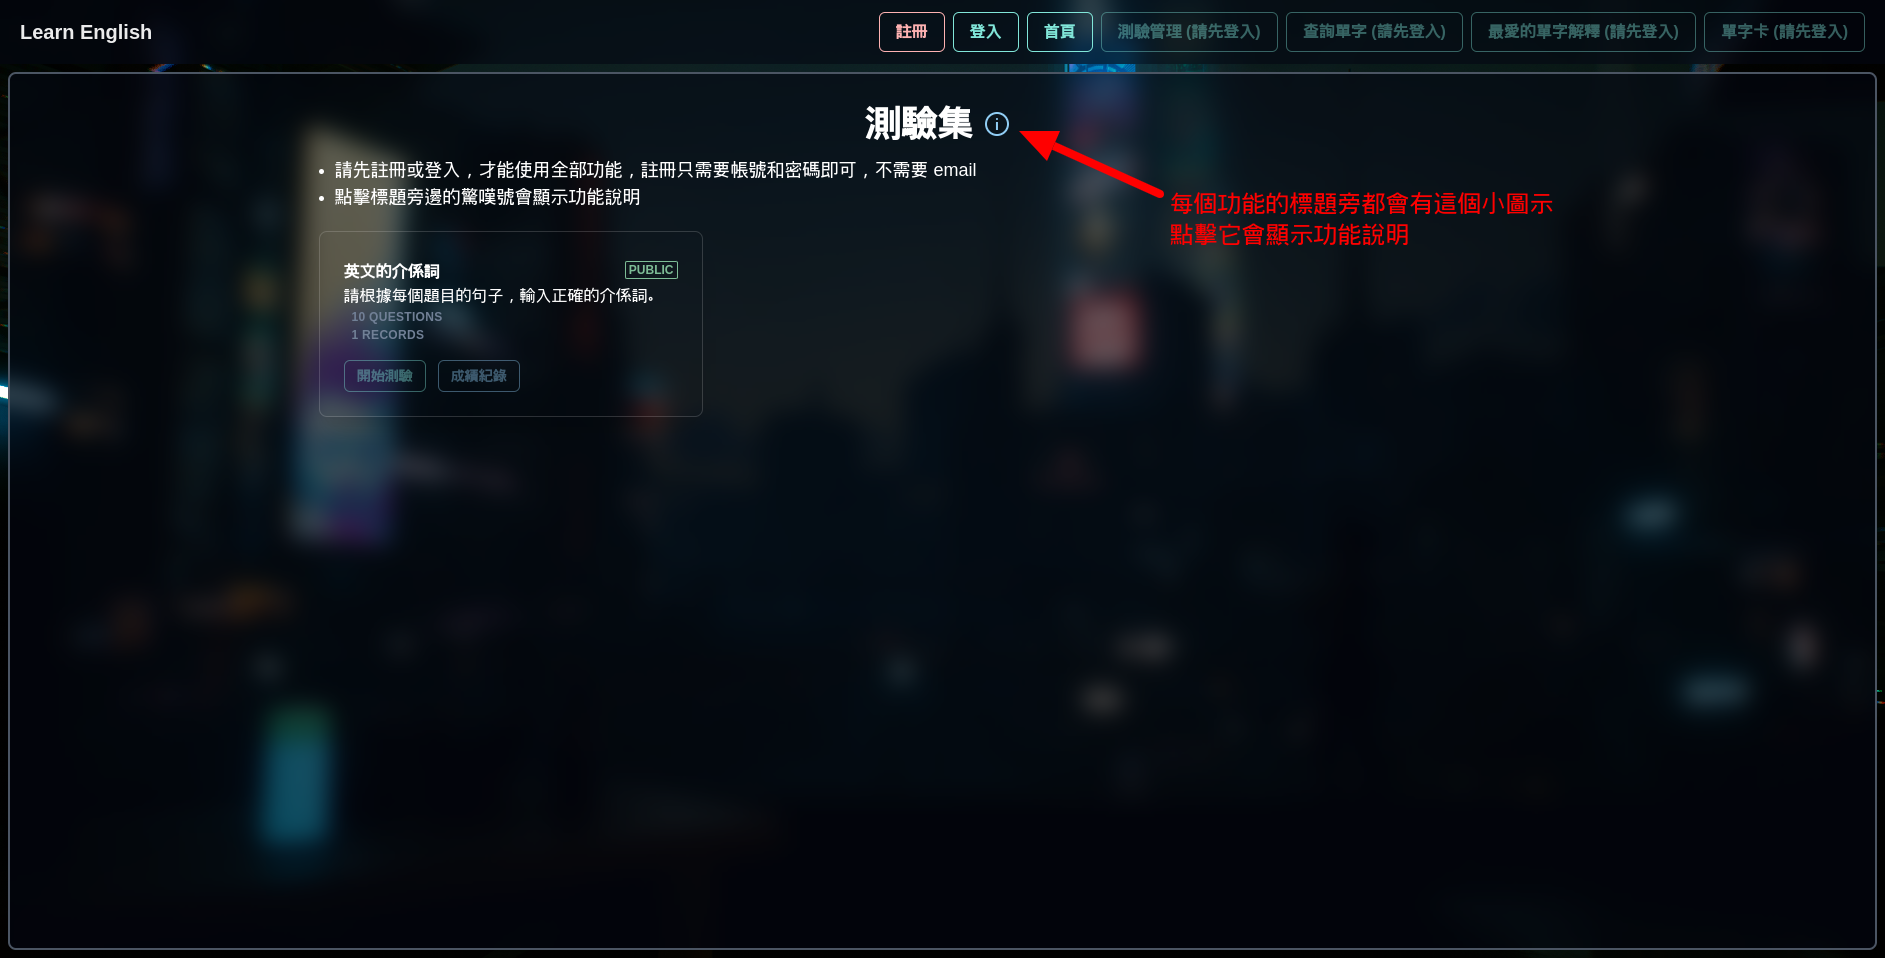 Learn English
註冊
登入
首頁
測驗管理 (請先登入)
查詢單字 (請先登入)
最愛的單字解釋 (請先登入)
單字卡 (請先登入)
測驗集
請先註冊或登入，才能使用全部功能，註冊只需要帳號和密碼即可，不需要 email
點擊標題旁邊的驚嘆號會顯示功能說明
每個功能的標題旁都會有這個小圖示
點擊它會顯示功能說明
英文的介係詞
PUBLIC
請根據每個題目的句子，輸入正確的介係詞。
10 QUESTIONS
1 RECORDS
開始測驗
成績紀錄